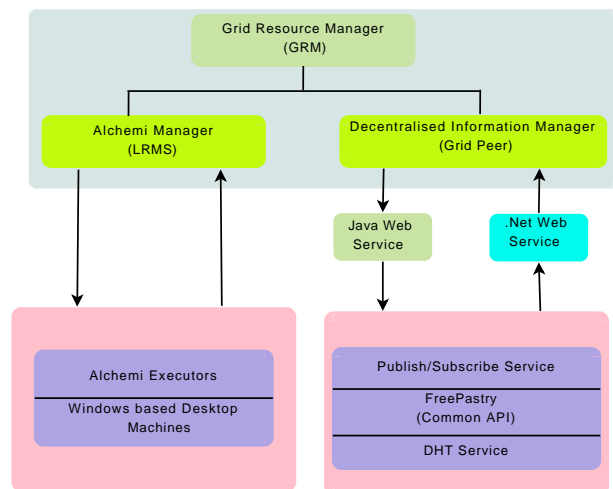 Grid Resource Manager
(GRM)
Alchemi Manager
(LRMS)
Decentralised Information Manager
(Grid Peer)
Java Web
Service
.Net Web
Service
Alchemi Executors
Windows based Desktop
Machines
Publish/Subscribe Service
FreePastry
(Common API)
DHT Service